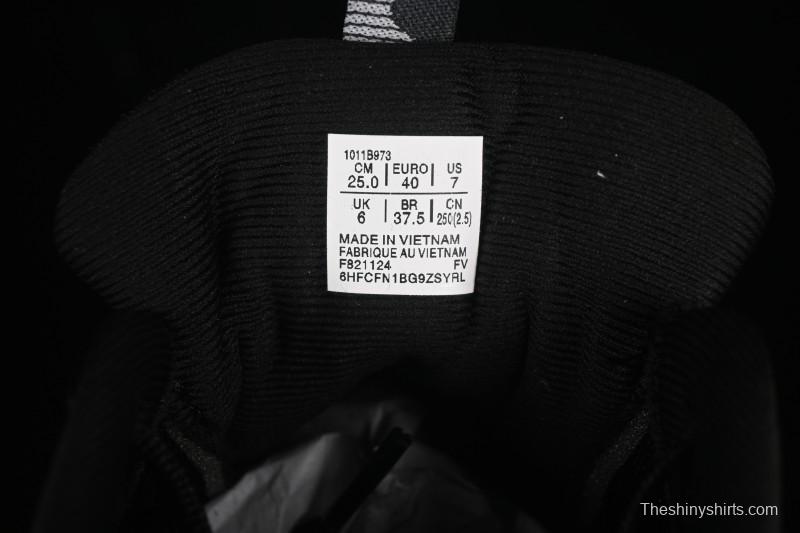 1011B973
CM | EURO | US
25.0 | 40 | 7
UK | BR | CN
6 | 37.5 | 250(2.5)
MADE IN VIETNAM
FABRIQUE AU VIETNAM
F821124 FV
6HFCFN1BG9ZSYRL
Theshinyshirts.com